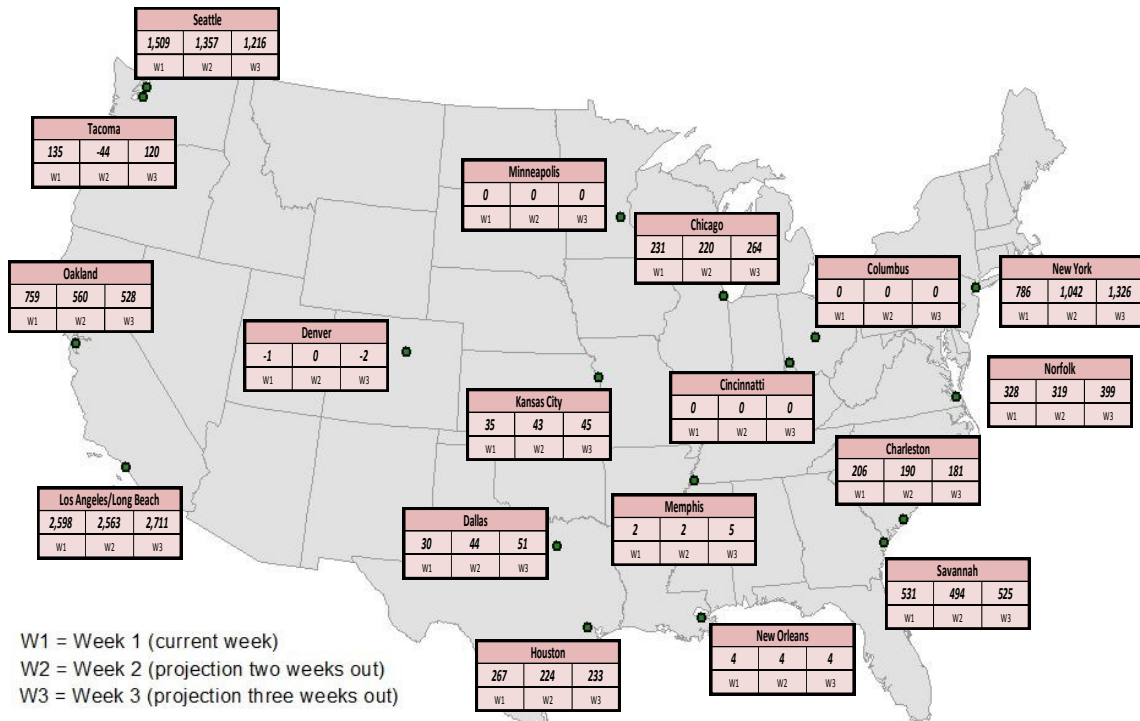 Seattle
1,509 1,357 1,216
W1 W2 W3
Tacoma
135 -44 120
W1 W2 W3
Minneapolis
0 0 0
W1 W2 W3
Chicago
231 220 264
W1 W2 W3
Oakland
759 560 528
W1 W2 W3
Columbus
0 0 0
W1 W2 W3
New York
786 1,042 1,326
W1 W2 W3
Denver
-1 0 -2
W1 W2 W3
Norfolk
328 319 399
W1 W2 W3
Cincinnatti
0 0 0
W1 W2 W3
Kansas City
35 43 45
W1 W2 W3
Charleston
206 190 181
W1 W2 W3
Los Angeles/Long Beach
2,598 2,563 2,711
W1 W2 W3
Memphis
2 2 5
W1 W2 W3
Dallas
30 44 51
W1 W2 W3
Savannah
531 494 525
W1 W2 W3
New Orleans
4 4 4
W1 W2 W3
Houston
267 224 233
W1 W2 W3
W1 = Week 1 (current week)
W2 = Week 2 (projection two weeks out)
W3 = Week 3 (projection three weeks out)